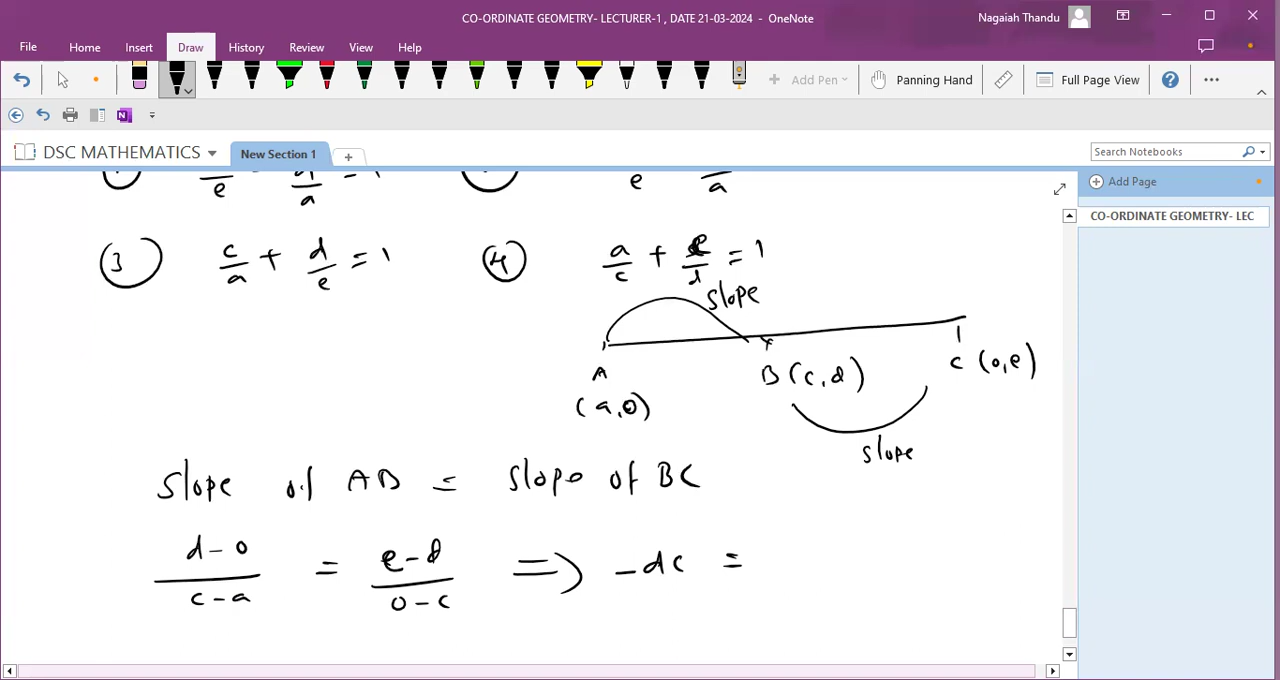 CO-ORDINATE GEOMETRY- LECTURER-1 , DATE 21-03-2024 - OneNote
Nagaiah Thandu
File Home Insert Draw History Review View Help
Add Pen
Panning Hand
Full Page View
DSC MATHEMATICS
New Section 1
Search Notebooks
Add Page
CO-ORDINATE GEOMETRY- LEC
3 c/a + d/e = 1
4 a/c + e/d = 1
slope
A
B (c,d)
C (0,e)
(a,0)
slope
Slope of AB = slope of BC
d-0/c-a = e-d/0-c => -dc =